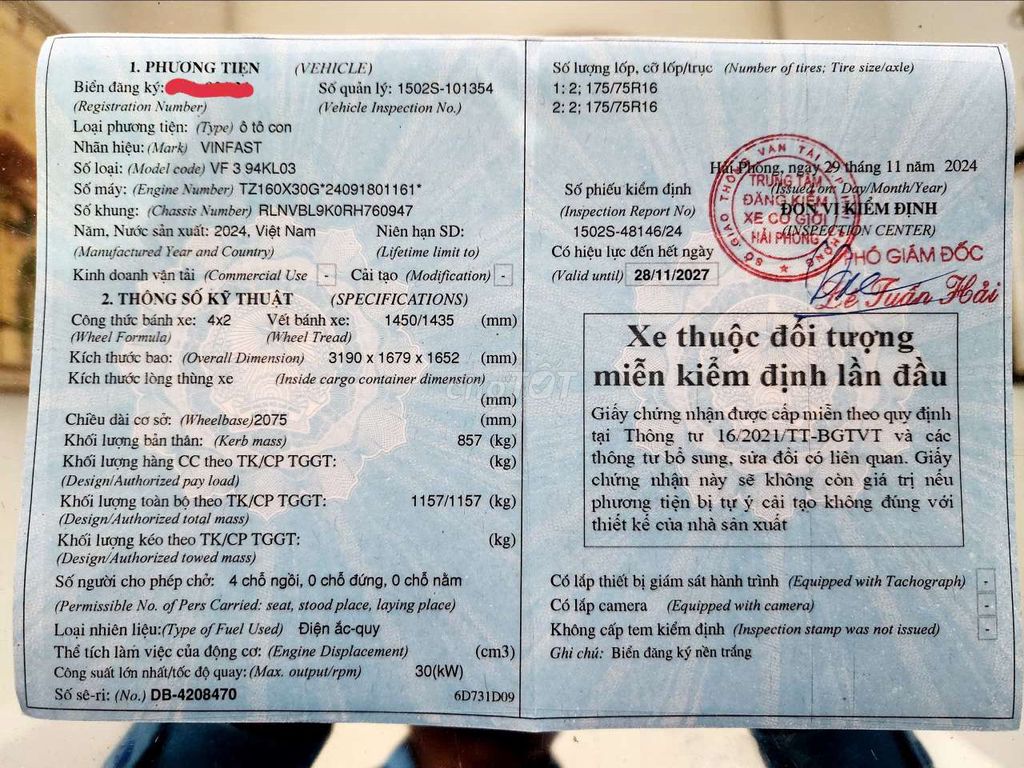 1. PHƯƠNG TIỆN (VEHICLE)
Biển đăng ký:
Số quản lý: 1502S-101354
(Registration Number) (Vehicle Inspection No.)
Loại phương tiện: (Type) ô tô con
Nhãn hiệu: (Mark) VINFAST
Số loại: (Model code) VF 3 94KL03
Số máy: (Engine Number) TZ160X30G*24091801161*
Số khung: (Chassis Number) RLNVBL9K0RH760947
Năm, Nước sản xuất: 2024, Việt Nam Niên hạn SD:
(Manufactured Year and Country) (Lifetime limit to)
Kinh doanh vận tải (Commercial Use - Cải tạo (Modification) -
2. THÔNG SỐ KỸ THUẬT (SPECIFICATIONS)
Công thức bánh xe: 4x2 Vết bánh xe: 1450/1435 (mm)
(Wheel Formula) (Wheel Tread)
Kích thước bao: (Overall Dimension) 3190 x 1679 x 1652 (mm)
Kích thước lòng thùng xe (Inside cargo container dimension)
(mm)
Chiều dài cơ sở: (Wheelbase)2075 (mm)
Khối lượng bản thân: (Kerb mass) 857 (kg)
Khối lượng hàng CC theo TK/CP TGGT: (kg)
(Design/Authorized pay load)
Khối lượng toàn bộ theo TK/CP TGGT: 1157/1157 (kg)
(Design/Authorized total mass)
Khối lượng kéo theo TK/CP TGGT: (kg)
(Design/Authorized towed mass)
Số người cho phép chở: 4 chỗ ngồi, 0 chỗ đứng, 0 chỗ nằm
(Permissible No. of Pers Carried: seat, stood place, laying place)
Loại nhiên liệu:(Type of Fuel Used) Điện ắc-quy
Thể tích làm việc của động cơ: (Engine Displacement) (cm3)
Công suất lớn nhất/tốc độ quay: (Max. output/rpm) 30(kW)
Số sê-ri: (No.) DB-4208470 6D731D09
Số lượng lốp, cỡ lốp/trục (Number of tires; Tire size/axle)
1: 2; 175/75R16
2: 2; 175/75R16
Hải Phòng, ngày 29 tháng 11 năm 2024
(Issued on: Day/Month/Year)
Số phiếu kiểm định
ĐƠN VỊ KIỂM ĐỊNH
(Inspection Report No)
(INSPECTION CENTER)
1502S-48146/24
Có hiệu lực đến hết ngày
(Valid until) 28/11/2027
SỞ GIAO THÔNG VẬN TẢI
TRUNG TÂM
ĐĂNG KIỂM
XE CƠ GIỚI
HẢI PHÒNG
PHÓ GIÁM ĐỐC
Lê Tuấn Hải
Xe thuộc đối tượng
miễn kiểm định lần đầu
Giấy chứng nhận được cấp miễn theo quy định
tại Thông tư 16/2021/TT-BGTVT và các
thông tư bổ sung, sửa đổi có liên quan. Giấy
chứng nhận này sẽ không còn giá trị nếu
phương tiện bị tự ý cải tạo không đúng với
thiết kế của nhà sản xuất
Có lắp thiết bị giám sát hành trình (Equipped with Tachograph) -
Có lắp camera (Equipped with camera) -
Không cấp tem kiểm định (Inspection stamp was not issued) -
Ghi chú: Biển đăng ký nền trắng